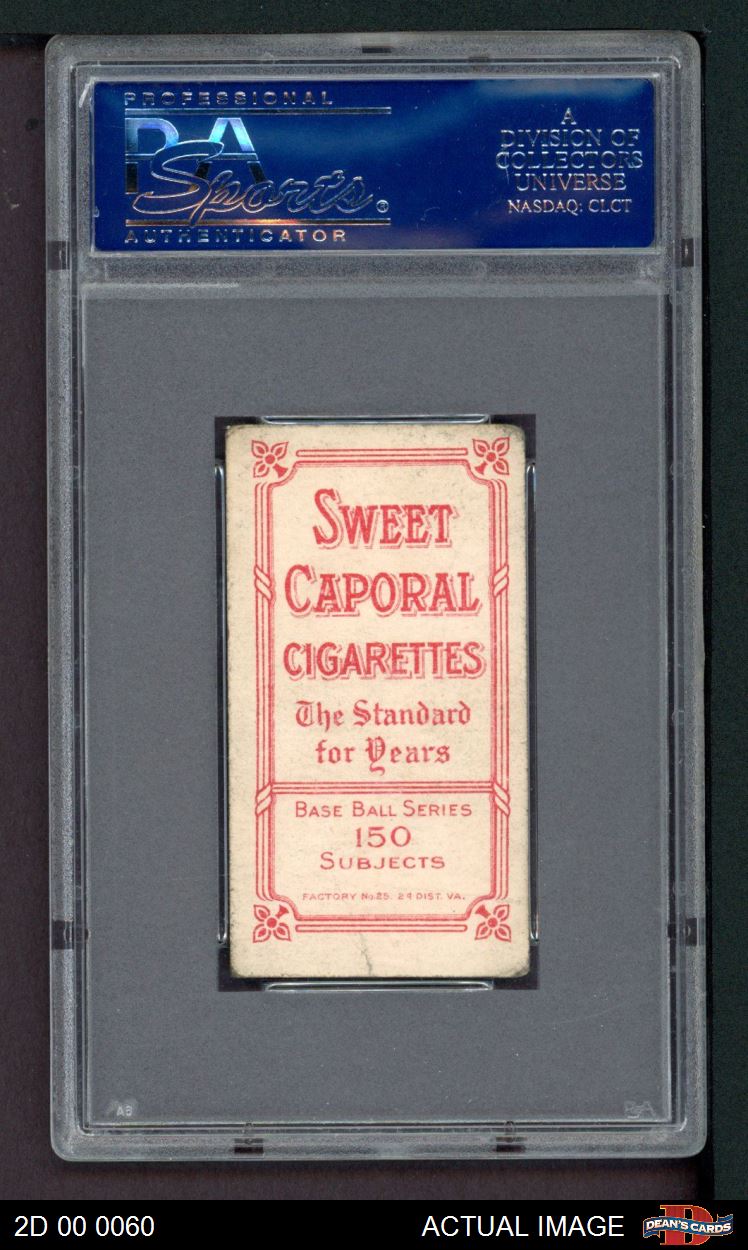 PROFESSIONAL
PSA
Sports®
AUTHENTICATOR
A
DIVISION OF
COLLECTORS
UNIVERSE
NASDAQ: CLCT
SWEET
CAPORAL
CIGARETTES
The Standard
for Years
BASE BALL SERIES
150
SUBJECTS
FACTORY No. 25. 2d DIST. VA.
PSA
2D 00 0060
ACTUAL IMAGE
D
DEAN'S CARDS